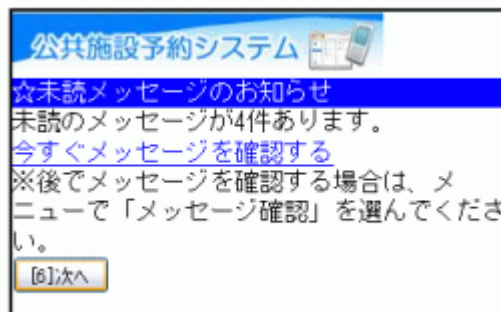 公共施設予約システム
☆未読メッセージのお知らせ
未読のメッセージが4件あります。
今すぐメッセージを確認する
※後でメッセージを確認する場合は、メ
ニューで「メッセージ確認」を選んでくださ
い。
[6]次へ